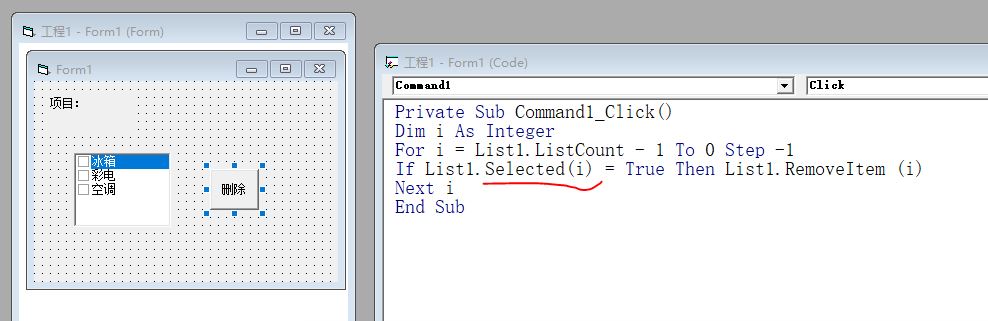 工程1 - Form1 (Form)
Form1
项目：
冰箱
彩电
空调
删除
工程1 - Form1 (Code)
Command1
Click
Private Sub Command1_Click()
Dim i As Integer
For i = List1.ListCount - 1 To 0 Step -1
If List1.Selected(i) = True Then List1.RemoveItem (i)
Next i
End Sub